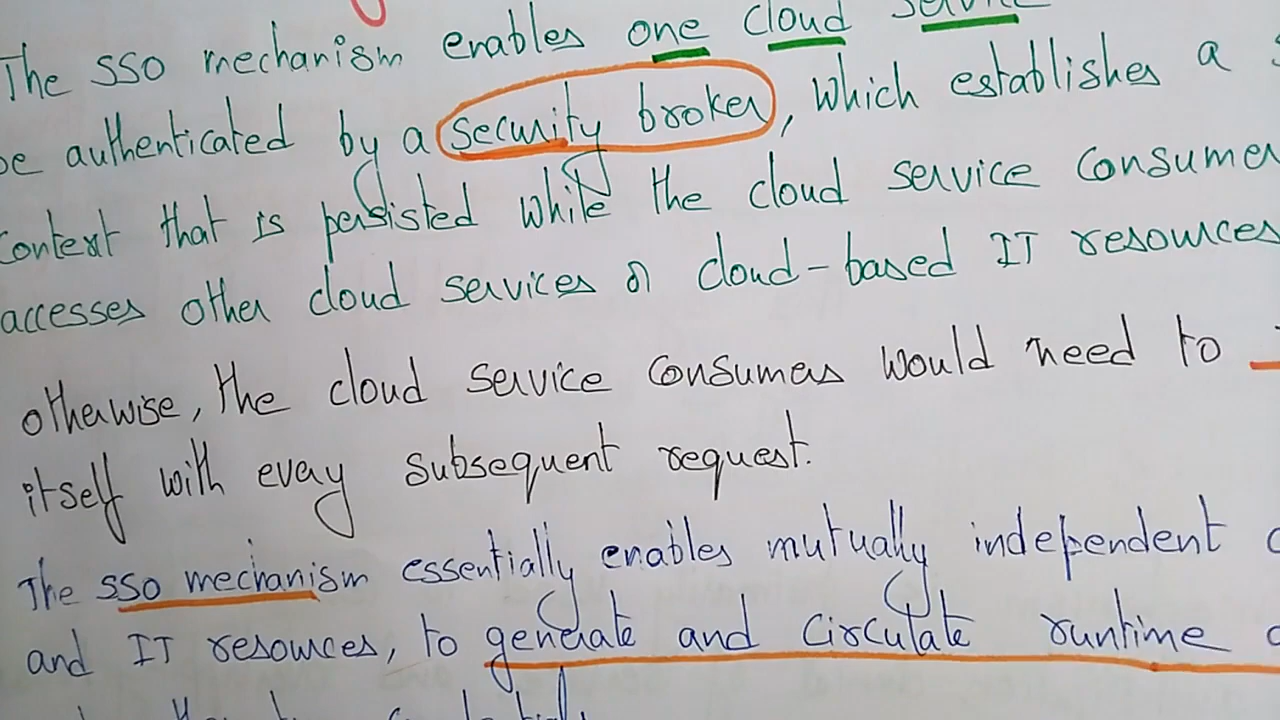 The SSO mechanism enables one cloud service
be authenticated by a security broker, which establishes a
context that is persisted while the cloud service consumer
accesses other cloud services or cloud-based IT resources
otherwise, the cloud service consumers would need to
itself with every subsequent request.
The SSO mechanism essentially enables mutually independent
and IT resources, to generate and circulate runtime